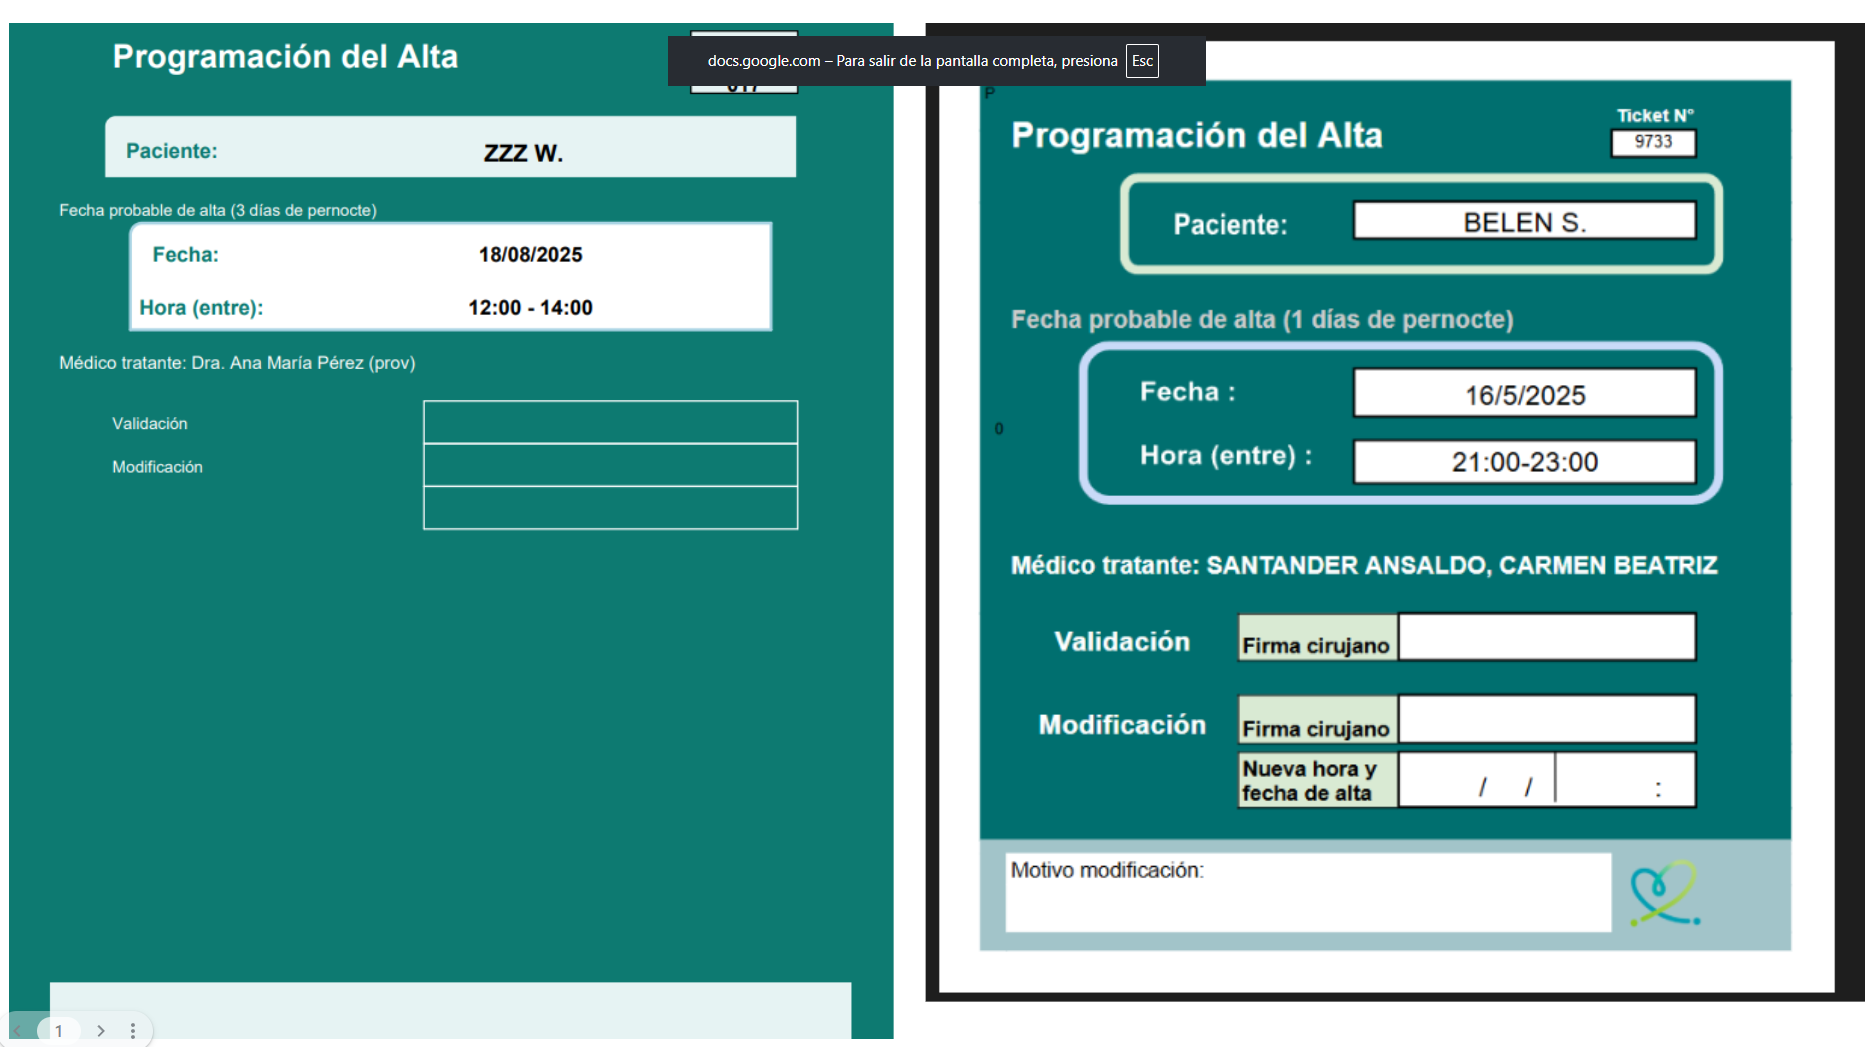 Programación del Alta
docs.google.com – Para salir de la pantalla completa, presiona Esc
Paciente:
ZZZ W.
Fecha probable de alta (3 días de pernocte)
Fecha:
18/08/2025
Hora (entre):
12:00 - 14:00
Médico tratante: Dra. Ana María Pérez (prov)
Validación
Modificación
1
P
Ticket N°
Programación del Alta
9733
Paciente:
BELEN S.
Fecha probable de alta (1 días de pernocte)
Fecha :
16/5/2025
0
Hora (entre) :
21:00-23:00
Médico tratante: SANTANDER ANSALDO, CARMEN BEATRIZ
Validación
Firma cirujano
Modificación
Firma cirujano
Nueva hora y
fecha de alta
/ /
:
Motivo modificación: